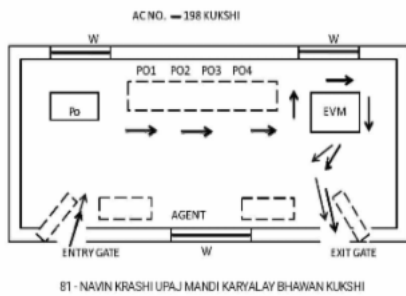 AC NO. – 198 KUKSHI
W W
PO1 PO2 PO3 PO4
Po
EVM
AGENT
ENTRY GATE
W
EXIT GATE
81 - NAVIN KRASHI UPAJ MANDI KARYALAY BHAWAN KUKSHI